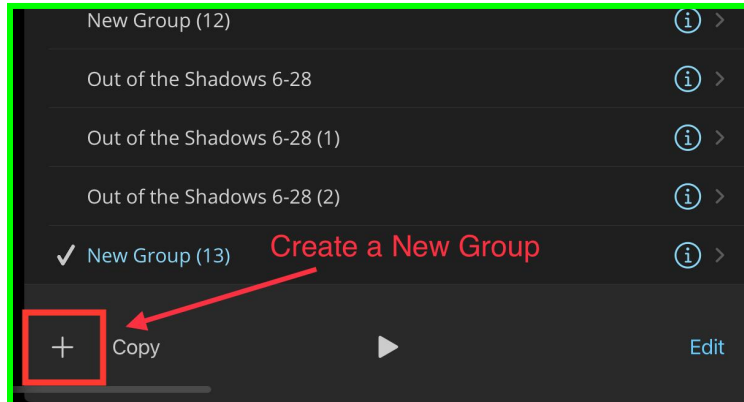 New Group (12)
Out of the Shadows 6-28
Out of the Shadows 6-28 (1)
Out of the Shadows 6-28 (2)
New Group (13) Create a New Group
Copy Edit